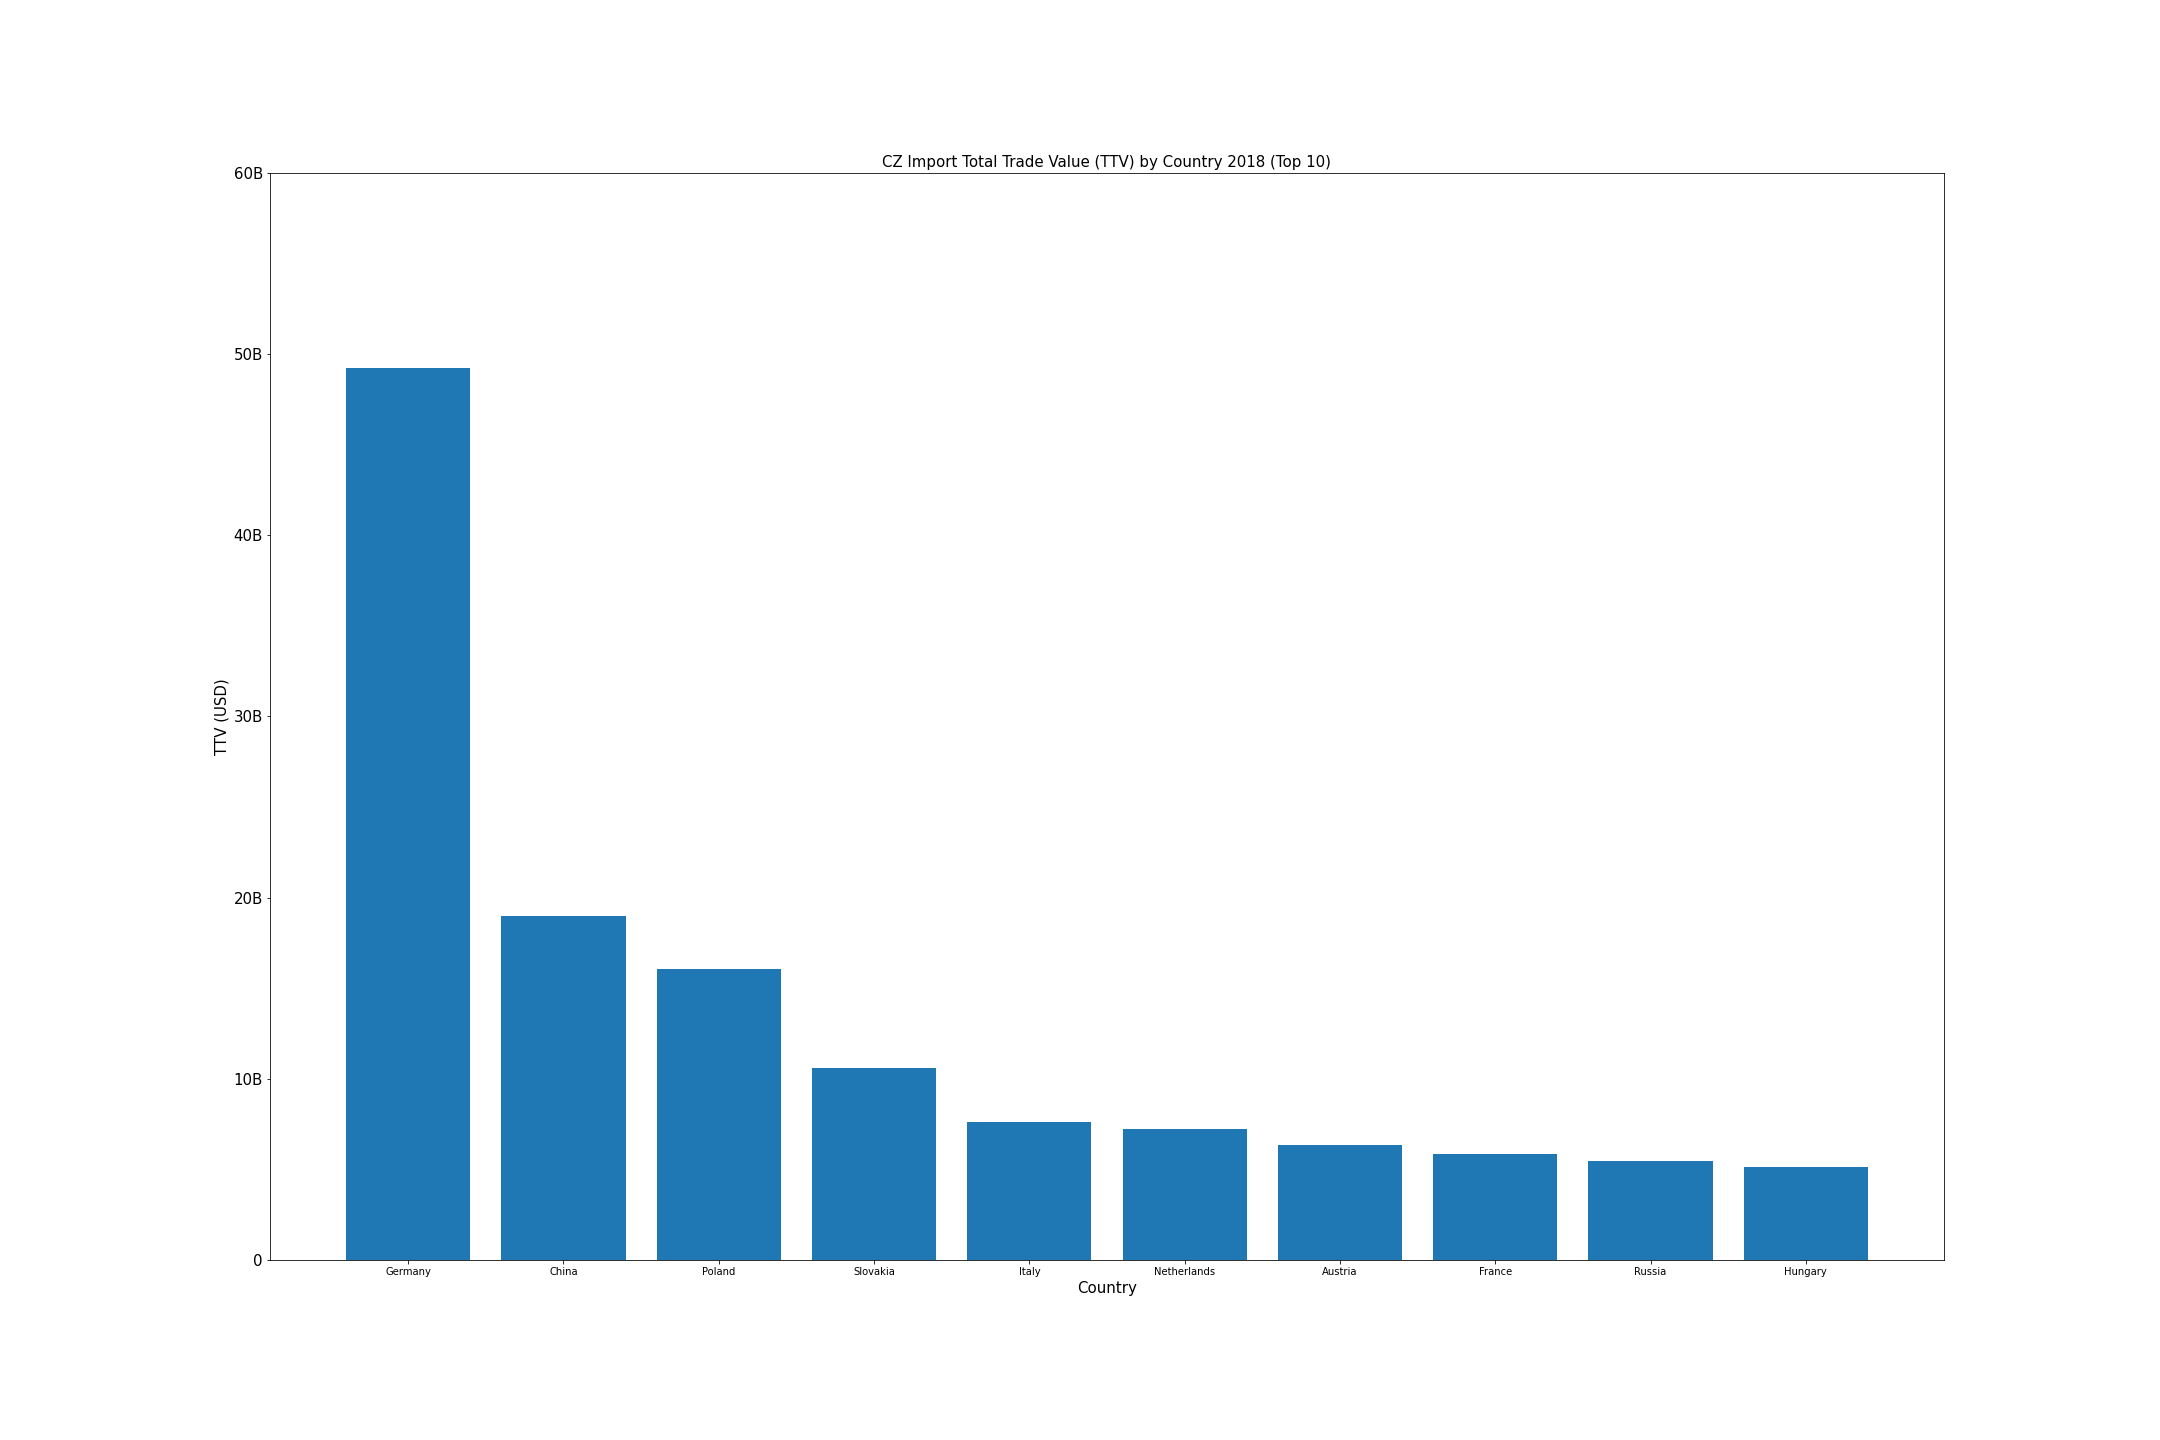 CZ Import Total Trade Value (TTV) by Country 2018 (Top 10)
60B
50B
40B
30B
20B
10B
0
TTV (USD)
Germany China Poland Slovakia Italy Netherlands Austria France Russia Hungary
Country